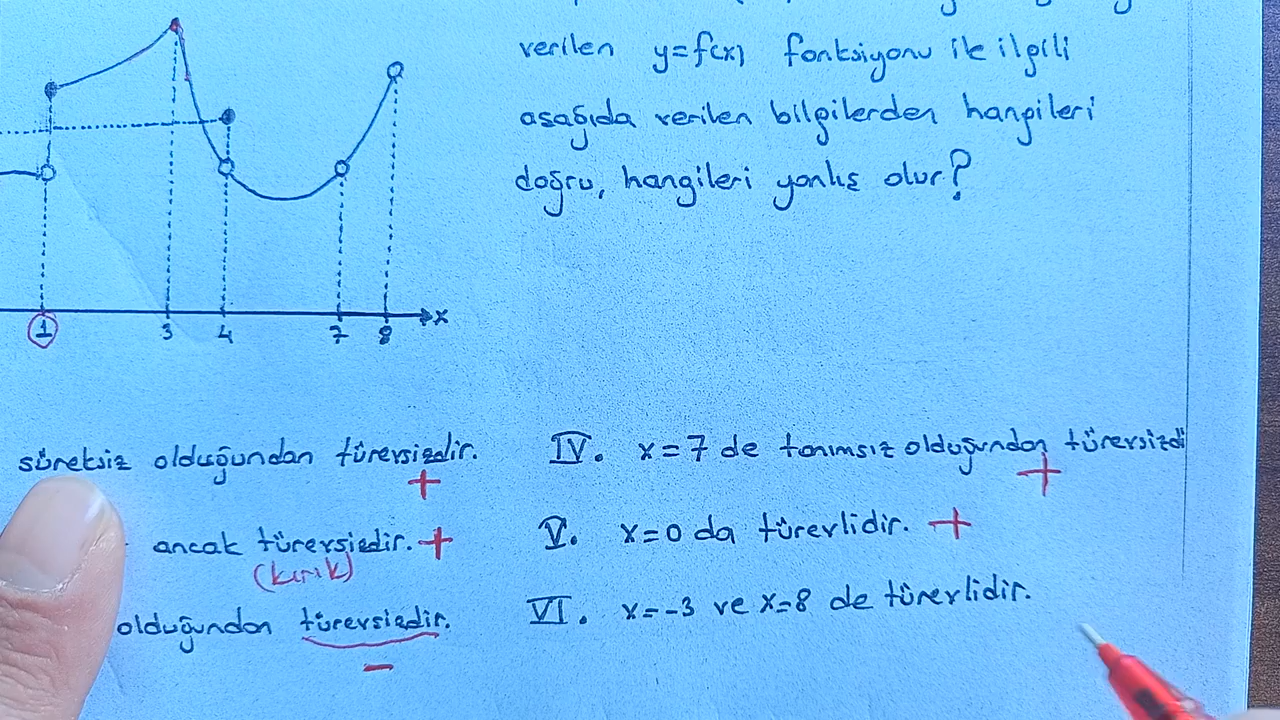 verilen y=f(x) fonksiyonu ile ilgili
aşağıda verilen bilgilerden hangileri
doğru, hangileri yanlış olur?
x
1 3 4 7 8
süreksiz olduğundan türevsizdir.
+
ancak türevsizdir. +
(kırık)
olduğundan türevsizdir.
-
IV. x=7 de tanımsız olduğundan türevsizdi
+
V. x=0 da türevlidir. +
VI. x=-3 ve x=8 de türevlidir.